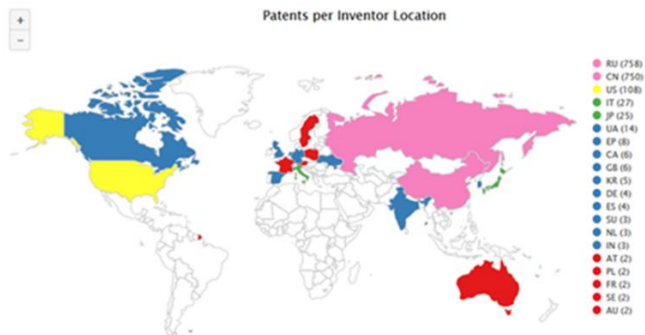 Patents per Inventor Location
+
−
RU (758)
CN (750)
US (108)
IT (27)
JP (25)
UA (14)
EP (8)
CA (6)
GB (6)
KR (5)
DE (4)
ES (4)
SU (3)
NL (3)
IN (3)
AT (2)
PL (2)
FR (2)
SE (2)
AU (2)